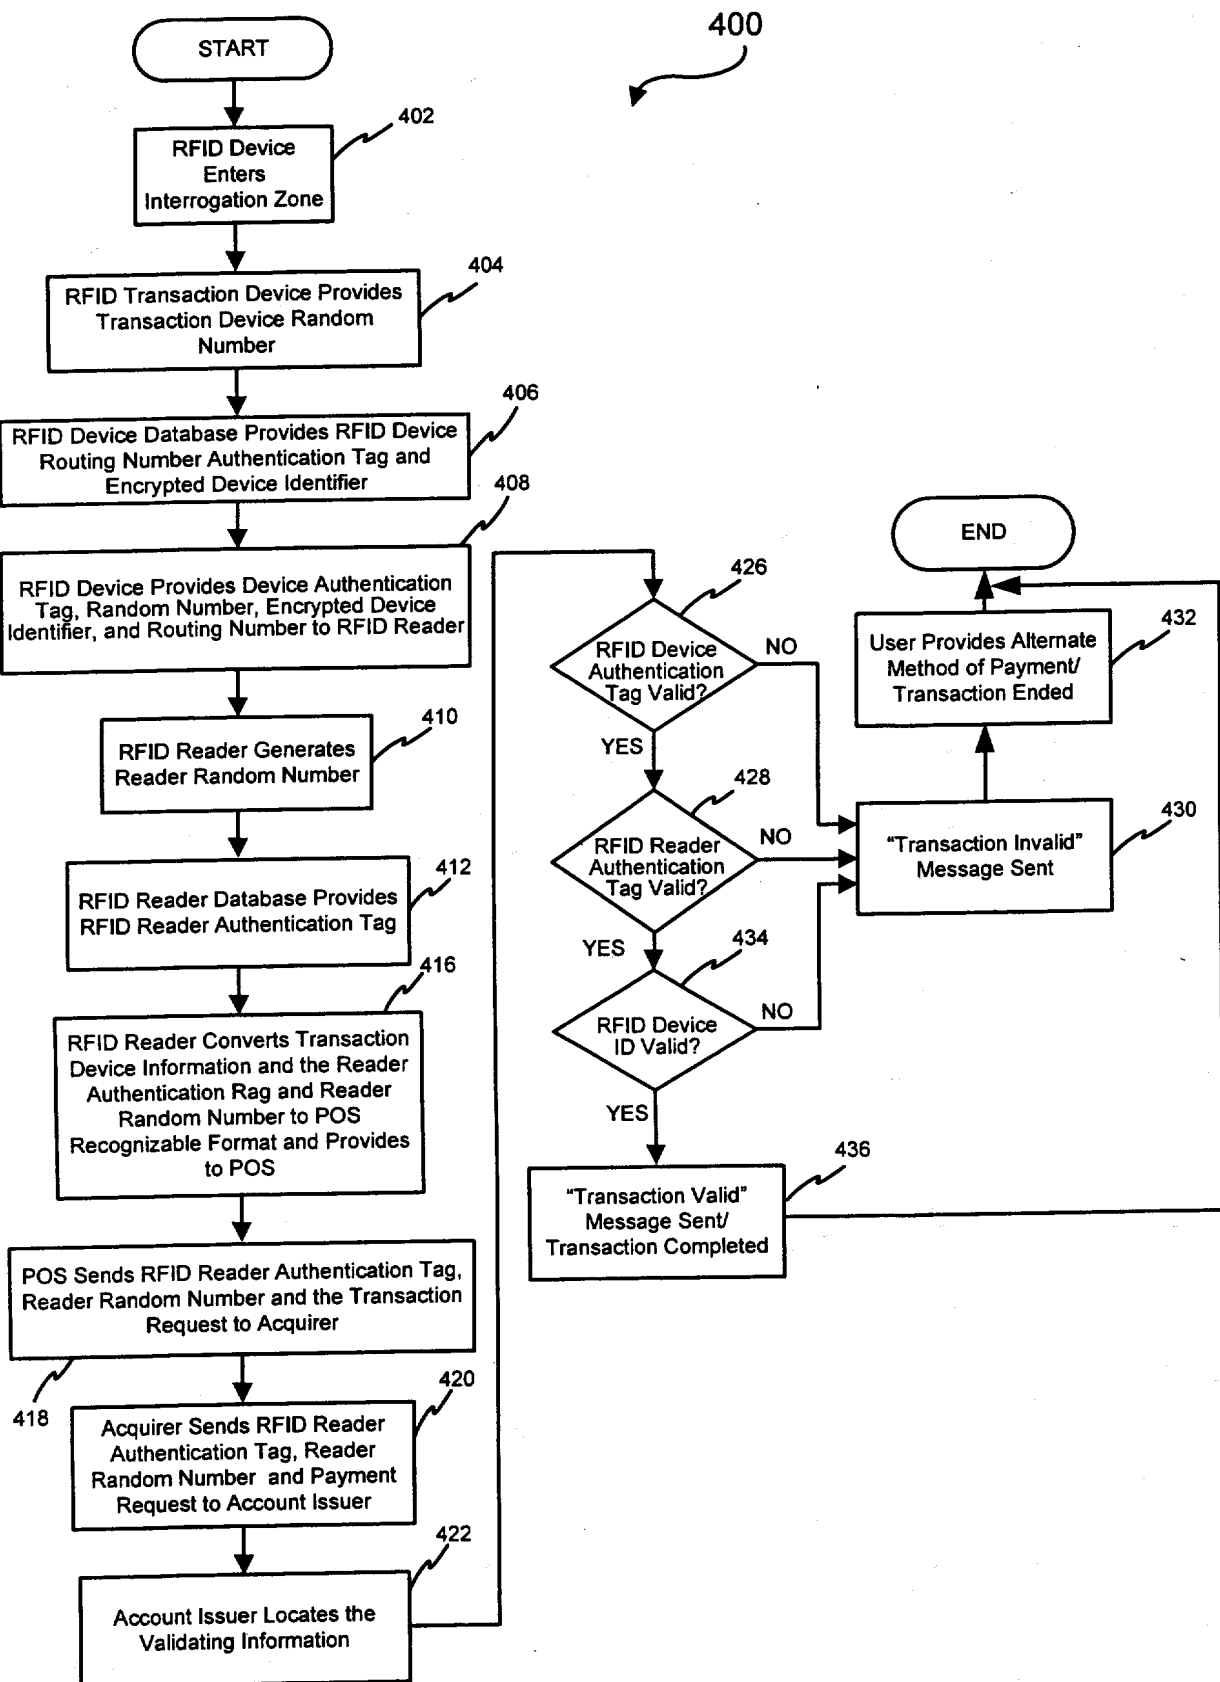 400
START
402
RFID Device
Enters
Interrogation Zone
404
RFID Transaction Device Provides
Transaction Device Random
Number
406
RFID Device Database Provides RFID Device
Routing Number Authentication Tag and
Encrypted Device Identifier
408
RFID Device Provides Device Authentication
Tag, Random Number, Encrypted Device
Identifier, and Routing Number to RFID Reader
410
RFID Reader Generates
Reader Random Number
412
RFID Reader Database Provides
RFID Reader Authentication Tag
416
RFID Reader Converts Transaction
Device Information and the Reader
Authentication Rag and Reader
Random Number to POS
Recognizable Format and Provides
to POS
POS Sends RFID Reader Authentication Tag,
Reader Random Number and the Transaction
Request to Acquirer
418
420
Acquirer Sends RFID Reader
Authentication Tag, Reader
Random Number and Payment
Request to Account Issuer
422
Account Issuer Locates the
Validating Information
426
RFID Device
Authentication
Tag Valid?
NO
YES
428
RFID Reader
Authentication
Tag Valid?
NO
YES
434
RFID Device
ID Valid?
NO
YES
436
“Transaction Valid”
Message Sent/
Transaction Completed
END
432
User Provides Alternate
Method of Payment/
Transaction Ended
430
“Transaction Invalid”
Message Sent